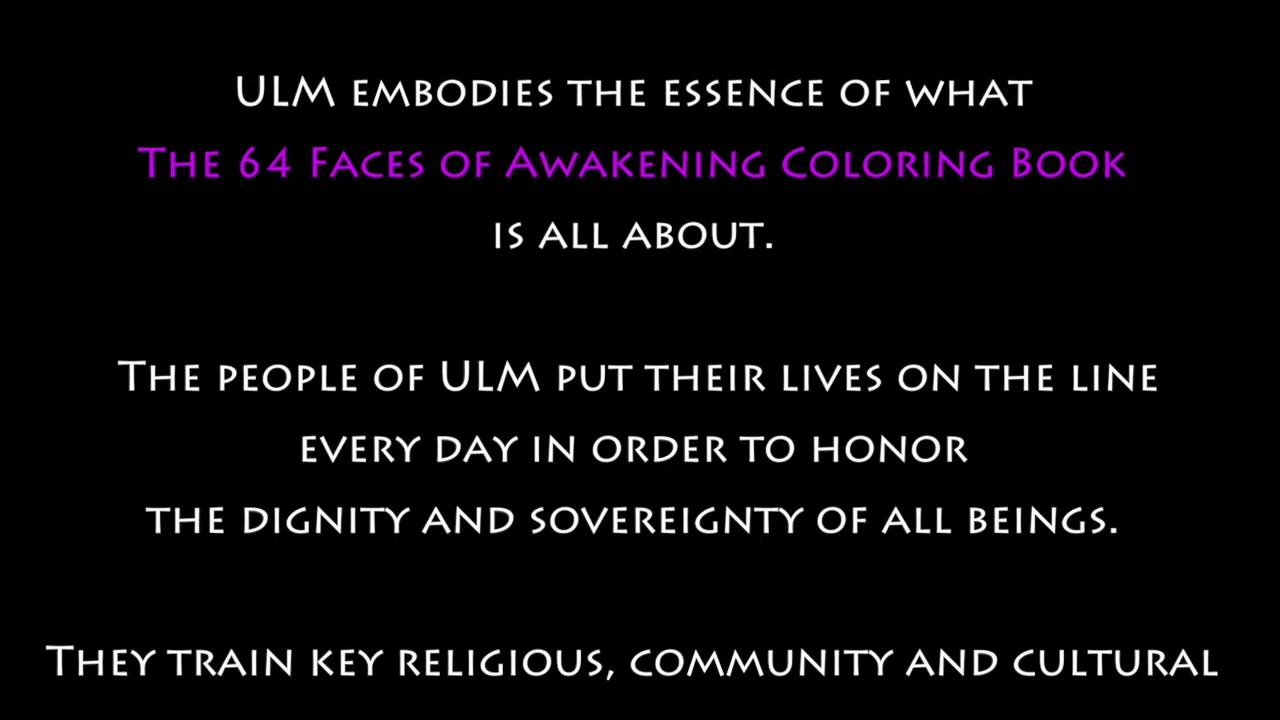 ULM embodies the essence of what
The 64 Faces of Awakening Coloring Book
is all about.
The people of ULM put their lives on the line
every day in order to honor
the dignity and sovereignty of all beings.
They train key religious, community and cultural